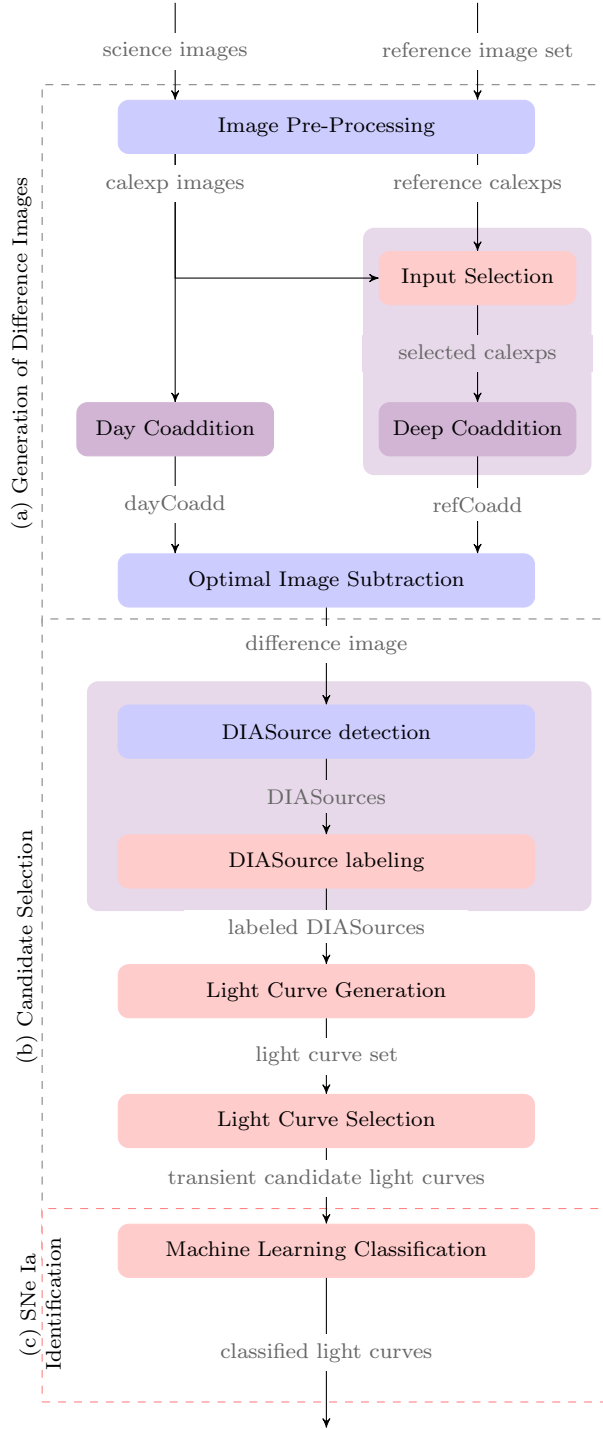 science images
reference image set
Image Pre-Processing
calexp images
reference calexps
Input Selection
selected calexps
Day Coaddition
Deep Coaddition
dayCoadd
refCoadd
Optimal Image Subtraction
(a) Generation of Difference Images
difference image
DIASource detection
DIASources
DIASource labeling
labeled DIASources
Light Curve Generation
light curve set
Light Curve Selection
transient candidate light curves
(b) Candidate Selection
Machine Learning Classification
classified light curves
(c) SNe Ia
Identification